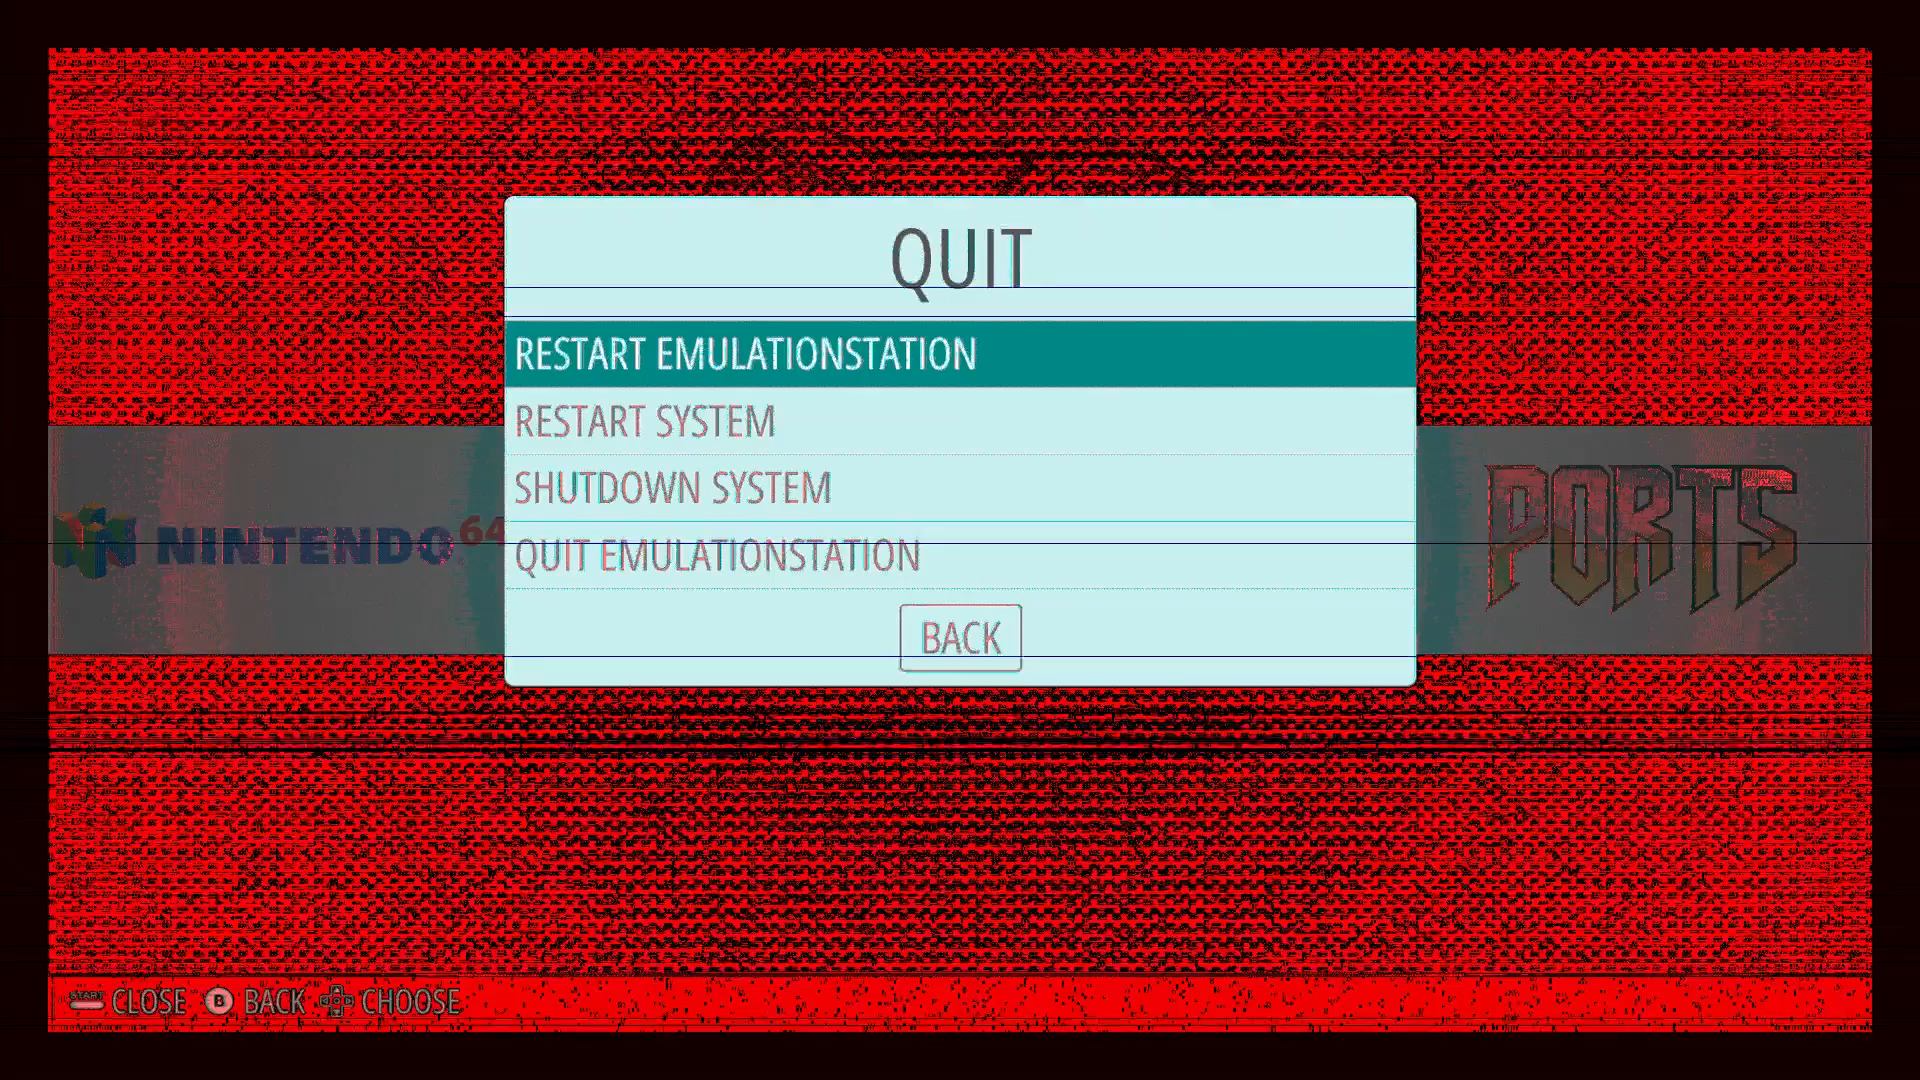 QUIT
RESTART EMULATIONSTATION
RESTART SYSTEM
SHUTDOWN SYSTEM
QUIT EMULATIONSTATION
BACK
NINTENDO 64
PORTS
START CLOSE B BACK CHOOSE